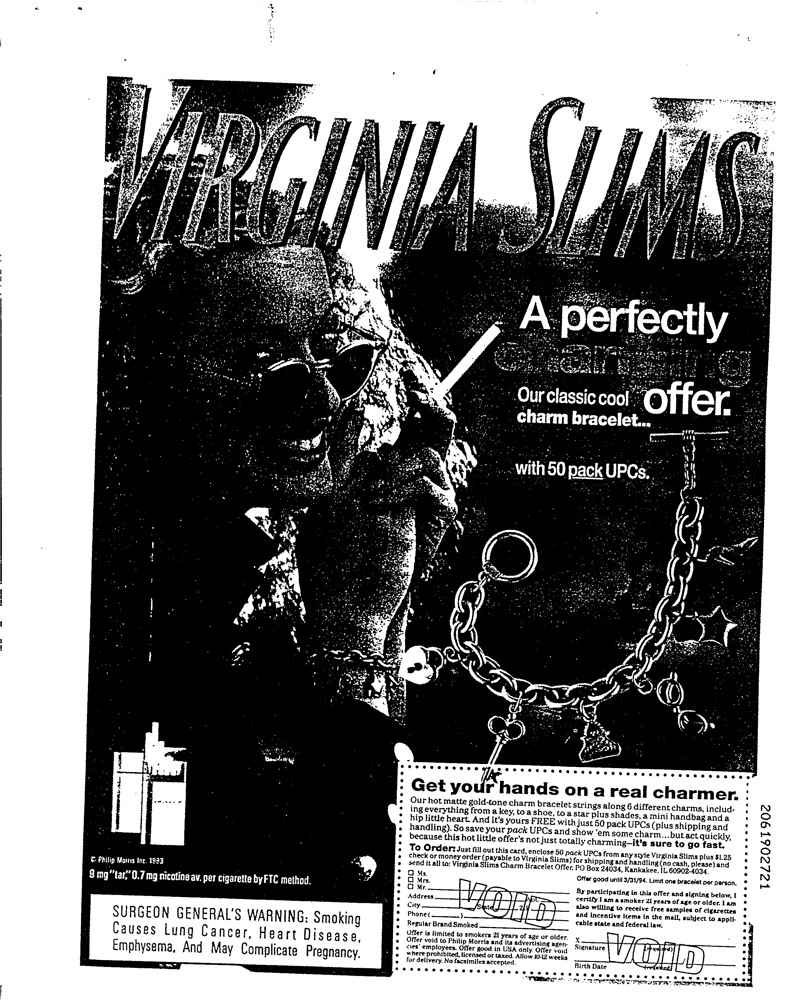 VIRGINIA SLIMS
A perfectly
charming
Our classic cool offer.
charm bracelet...
with 50 pack UPCs.
Get your hands on a real charmer.
Our hot matte gold-tone charm bracelet strings along 6 different charms, includ-
ing everything from a key, to a shoe, to a star plus shades, a mini handbag and a
hip little heart. And it's yours FREE with just 50 pack UPCs (plus shipping and
handling). So save your pack UPCs and show 'em some charm...but act quickly,
because this hot little offer's not just totally charming–it's sure to go fast.
To Order: Just fill out this card, enclose 50 pack UPCs from any style Virginia Slims plus $1.25
check or money order (payable to Virginia Slims) for shipping and handling (no cash, please) and
send it all to: Virginia Slims Charm Bracelet Offer, PO Box 24034, Kankakee, IL 60902-4034.
Offer good until 3/31/94. Limit one bracelet per person.
Ms.
Mrs.
Mr.
Address
City
Phone ( )
Regular Brand Smoked
VOID
Offer is limited to smokers 21 years of age or older.
Offer void to Philip Morris and its advertising agen-
cies' employees. Offer good in USA only. Offer void
where prohibited, licensed or taxed. Allow 10-12 weeks
for delivery. No facsimiles accepted.
By participating in this offer and signing below, I
certify I am a smoker 21 years of age or older. I am
also willing to receive free samples of cigarettes
and incentive items in the mail, subject to appli-
cable state and federal law.
X
Signature
(required)
Birth Date
(required)
VOID
© Philip Morris Inc. 1993
9 mg "tar," 0.7 mg nicotine av. per cigarette by FTC method.
SURGEON GENERAL'S WARNING: Smoking
Causes Lung Cancer, Heart Disease,
Emphysema, And May Complicate Pregnancy.
2061902721